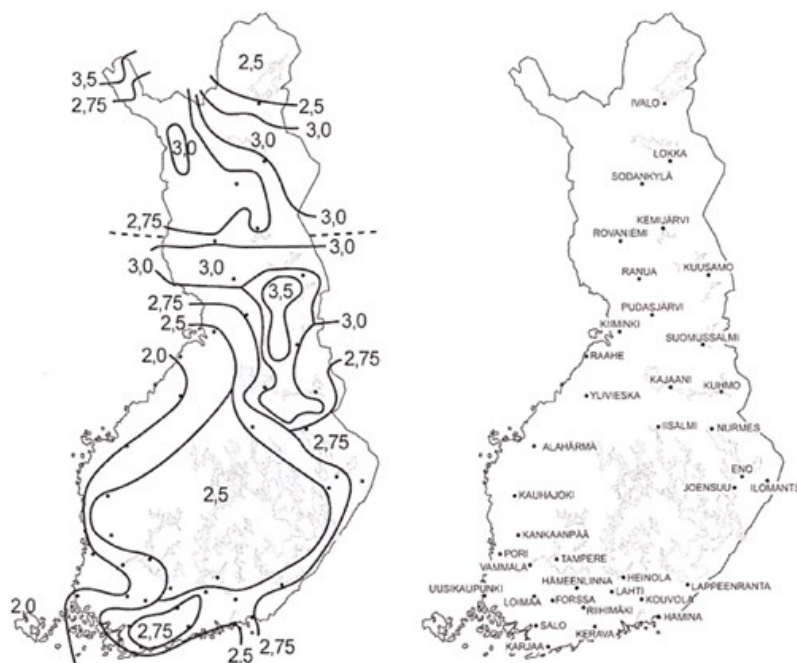 2,5
3,5
2,75
2,5
3,0
3,0
3,0
2,75
3,0
3,0
3,0
3,0
2,75
3,5
2,5
3,0
2,0
2,75
2,75
2,5
2,0
2,75
2,5
2,75
IVALO
LOKKA
SODANKYLÄ
KEMIJÄRVI
ROVANIEMI
RANUA
KUUSAMO
PUDASJÄRVI
KIIMINKI
SUOMUSSALMI
RAAHE
KAJAANI
KUHMO
YLIVIESKA
IISALMI
NURMES
ALAHÄRMÄ
ENO
JOENSUU
ILOMANTSI
KAUHAJOKI
KANKAANPÄÄ
PORI
TAMPERE
VAMMALA
HEINOLA
HÄMEENLINNA
LAPPEENRANTA
UUSIKAUPUNKI
LAHTI
LOIMAA
FORSSA
KOUVOLA
RIIHIMÄKI
HAMINA
SALO
KERAVA
KARJAA